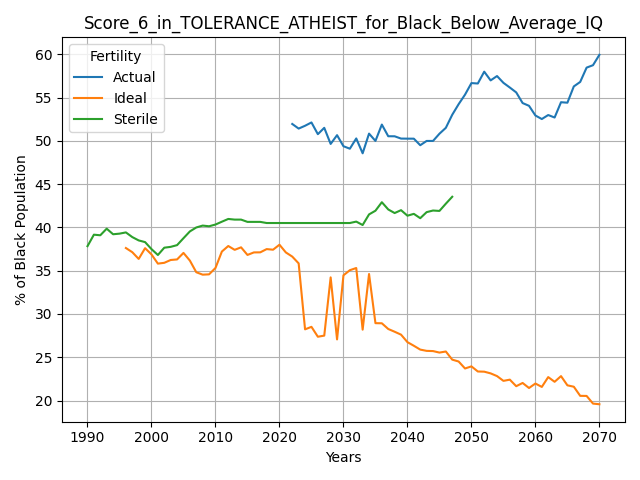 Score_6_in_TOLERANCE_ATHEIST_for_Black_Below_Average_IQ
Fertility
Actual
Ideal
Sterile
% of Black Population
60
55
50
45
40
35
30
25
20
1990 2000 2010 2020 2030 2040 2050 2060 2070
Years